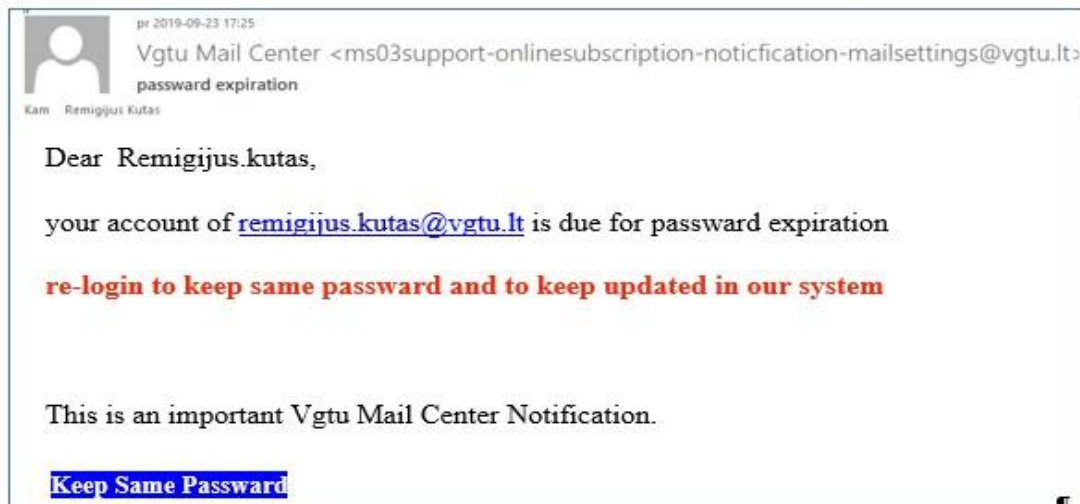 pr 2019-09-23 17:25
Vgtu Mail Center <ms03support-onlinesubscription-noticfication-mailsettings@vgtu.lt>
passward expiration
Kam Remigijus Kutas
Dear Remigijus.kutas,
your account of remigijus.kutas@vgtu.lt is due for passward expiration
re-login to keep same passward and to keep updated in our system
This is an important Vgtu Mail Center Notification.
Keep Same Passward